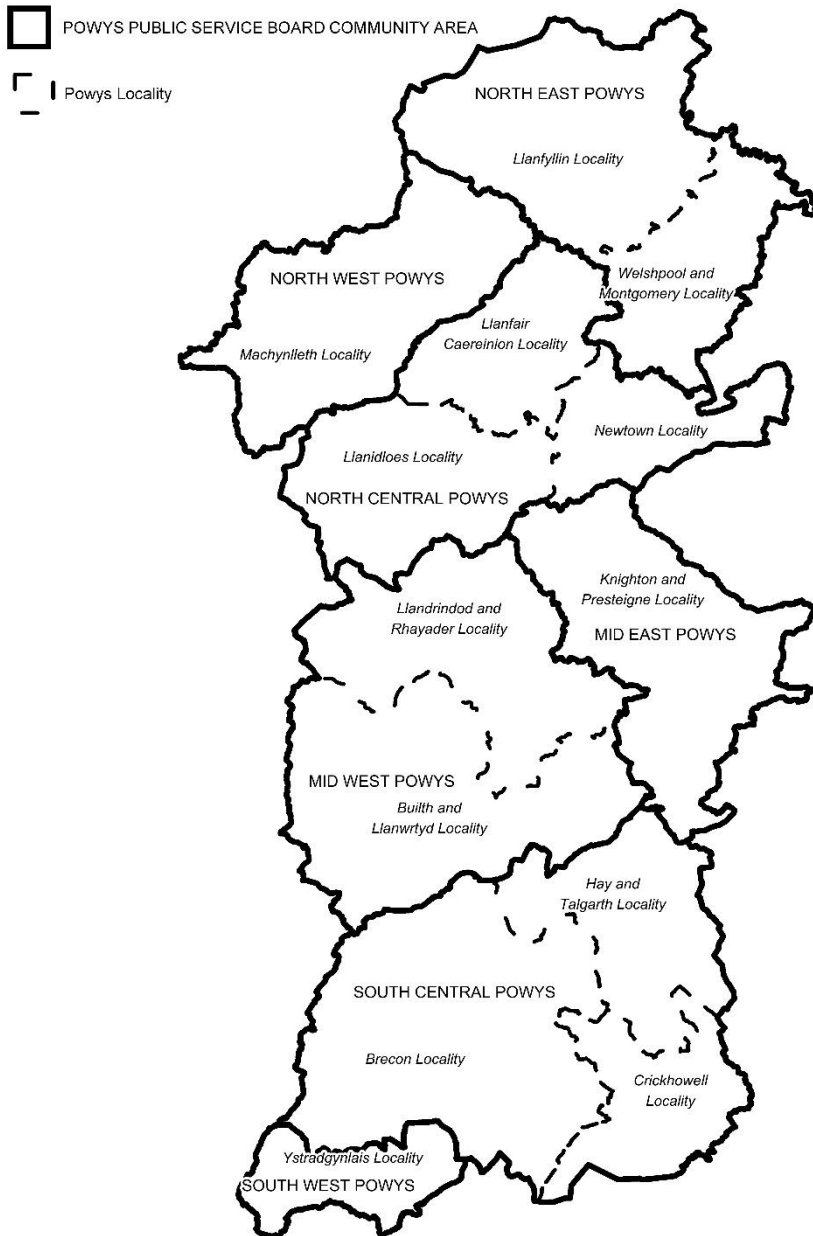 POWYS PUBLIC SERVICE BOARD COMMUNITY AREA
Powys Locality
NORTH EAST POWYS
Llanfyllin Locality
Welshpool and
Montgomery Locality
NORTH WEST POWYS
Machynlleth Locality
Llanfair
Caereinion Locality
Newtown Locality
Llanidloes Locality
NORTH CENTRAL POWYS
Knighton and
Presteigne Locality
MID EAST POWYS
Llandrindod and
Rhayader Locality
MID WEST POWYS
Builth and
Llanwrtyd Locality
Hay and
Talgarth Locality
SOUTH CENTRAL POWYS
Brecon Locality
Crickhowell
Locality
Ystradgynlais Locality
SOUTH WEST POWYS